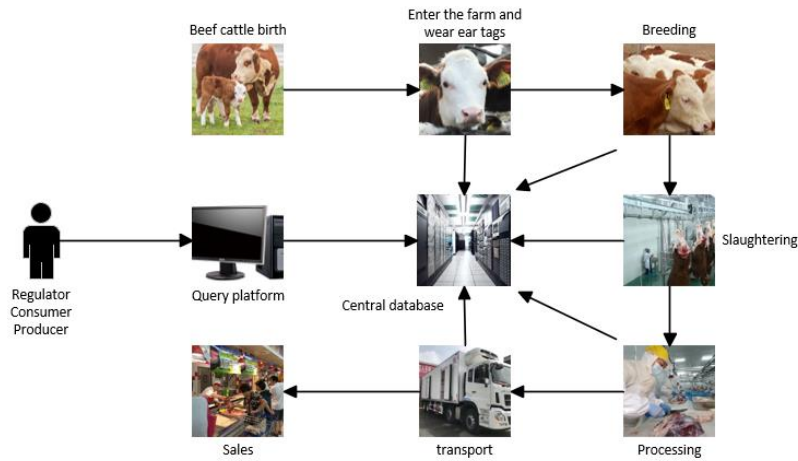 Beef cattle birth
Enter the farm and
wear ear tags
Breeding
Slaughtering
Regulator
Consumer
Producer
Query platform
Central database
Sales
transport
Processing